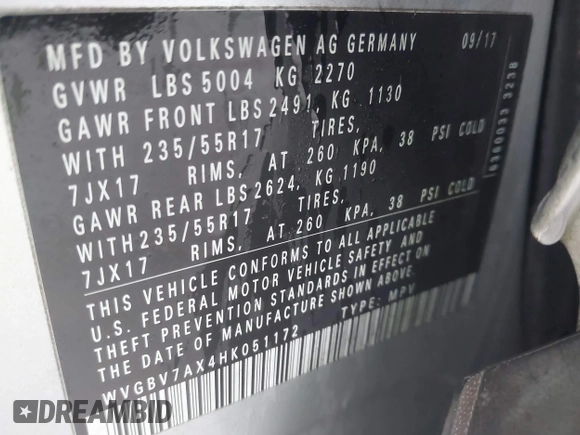 MFD BY VOLKSWAGEN AG GERMANY 09/17
GVWR LBS 5004 KG 2270
GAWR FRONT LBS 2491, KG 1130
WITH 235/55R17 TIRES,
7JX17 RIMS, AT 260 KPA, 38 PSI COLD
GAWR REAR LBS 2624, KG 1190
WITH 235/55R17 TIRES,
7JX17 RIMS, AT 260 KPA, 38 PSI COLD
THIS VEHICLE CONFORMS TO ALL APPLICABLE
U.S. FEDERAL MOTOR VEHICLE SAFETY AND
THEFT PREVENTION STANDARDS IN EFFECT ON
THE DATE OF MANUFACTURE SHOWN ABOVE.
WVGBV7AX4HK051172 TYPE: MPV
6360033 3238
DREAMBID